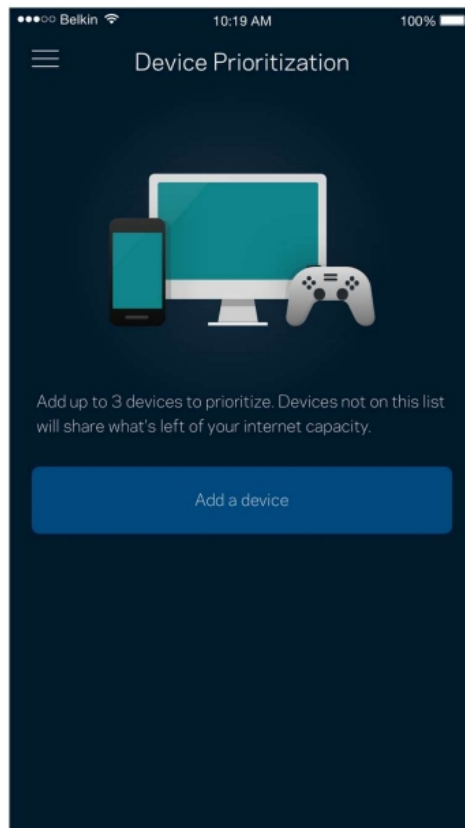 Belkin 10:19 AM 100%
Device Prioritization
Add up to 3 devices to prioritize. Devices not on this list
will share what's left of your internet capacity.
Add a device